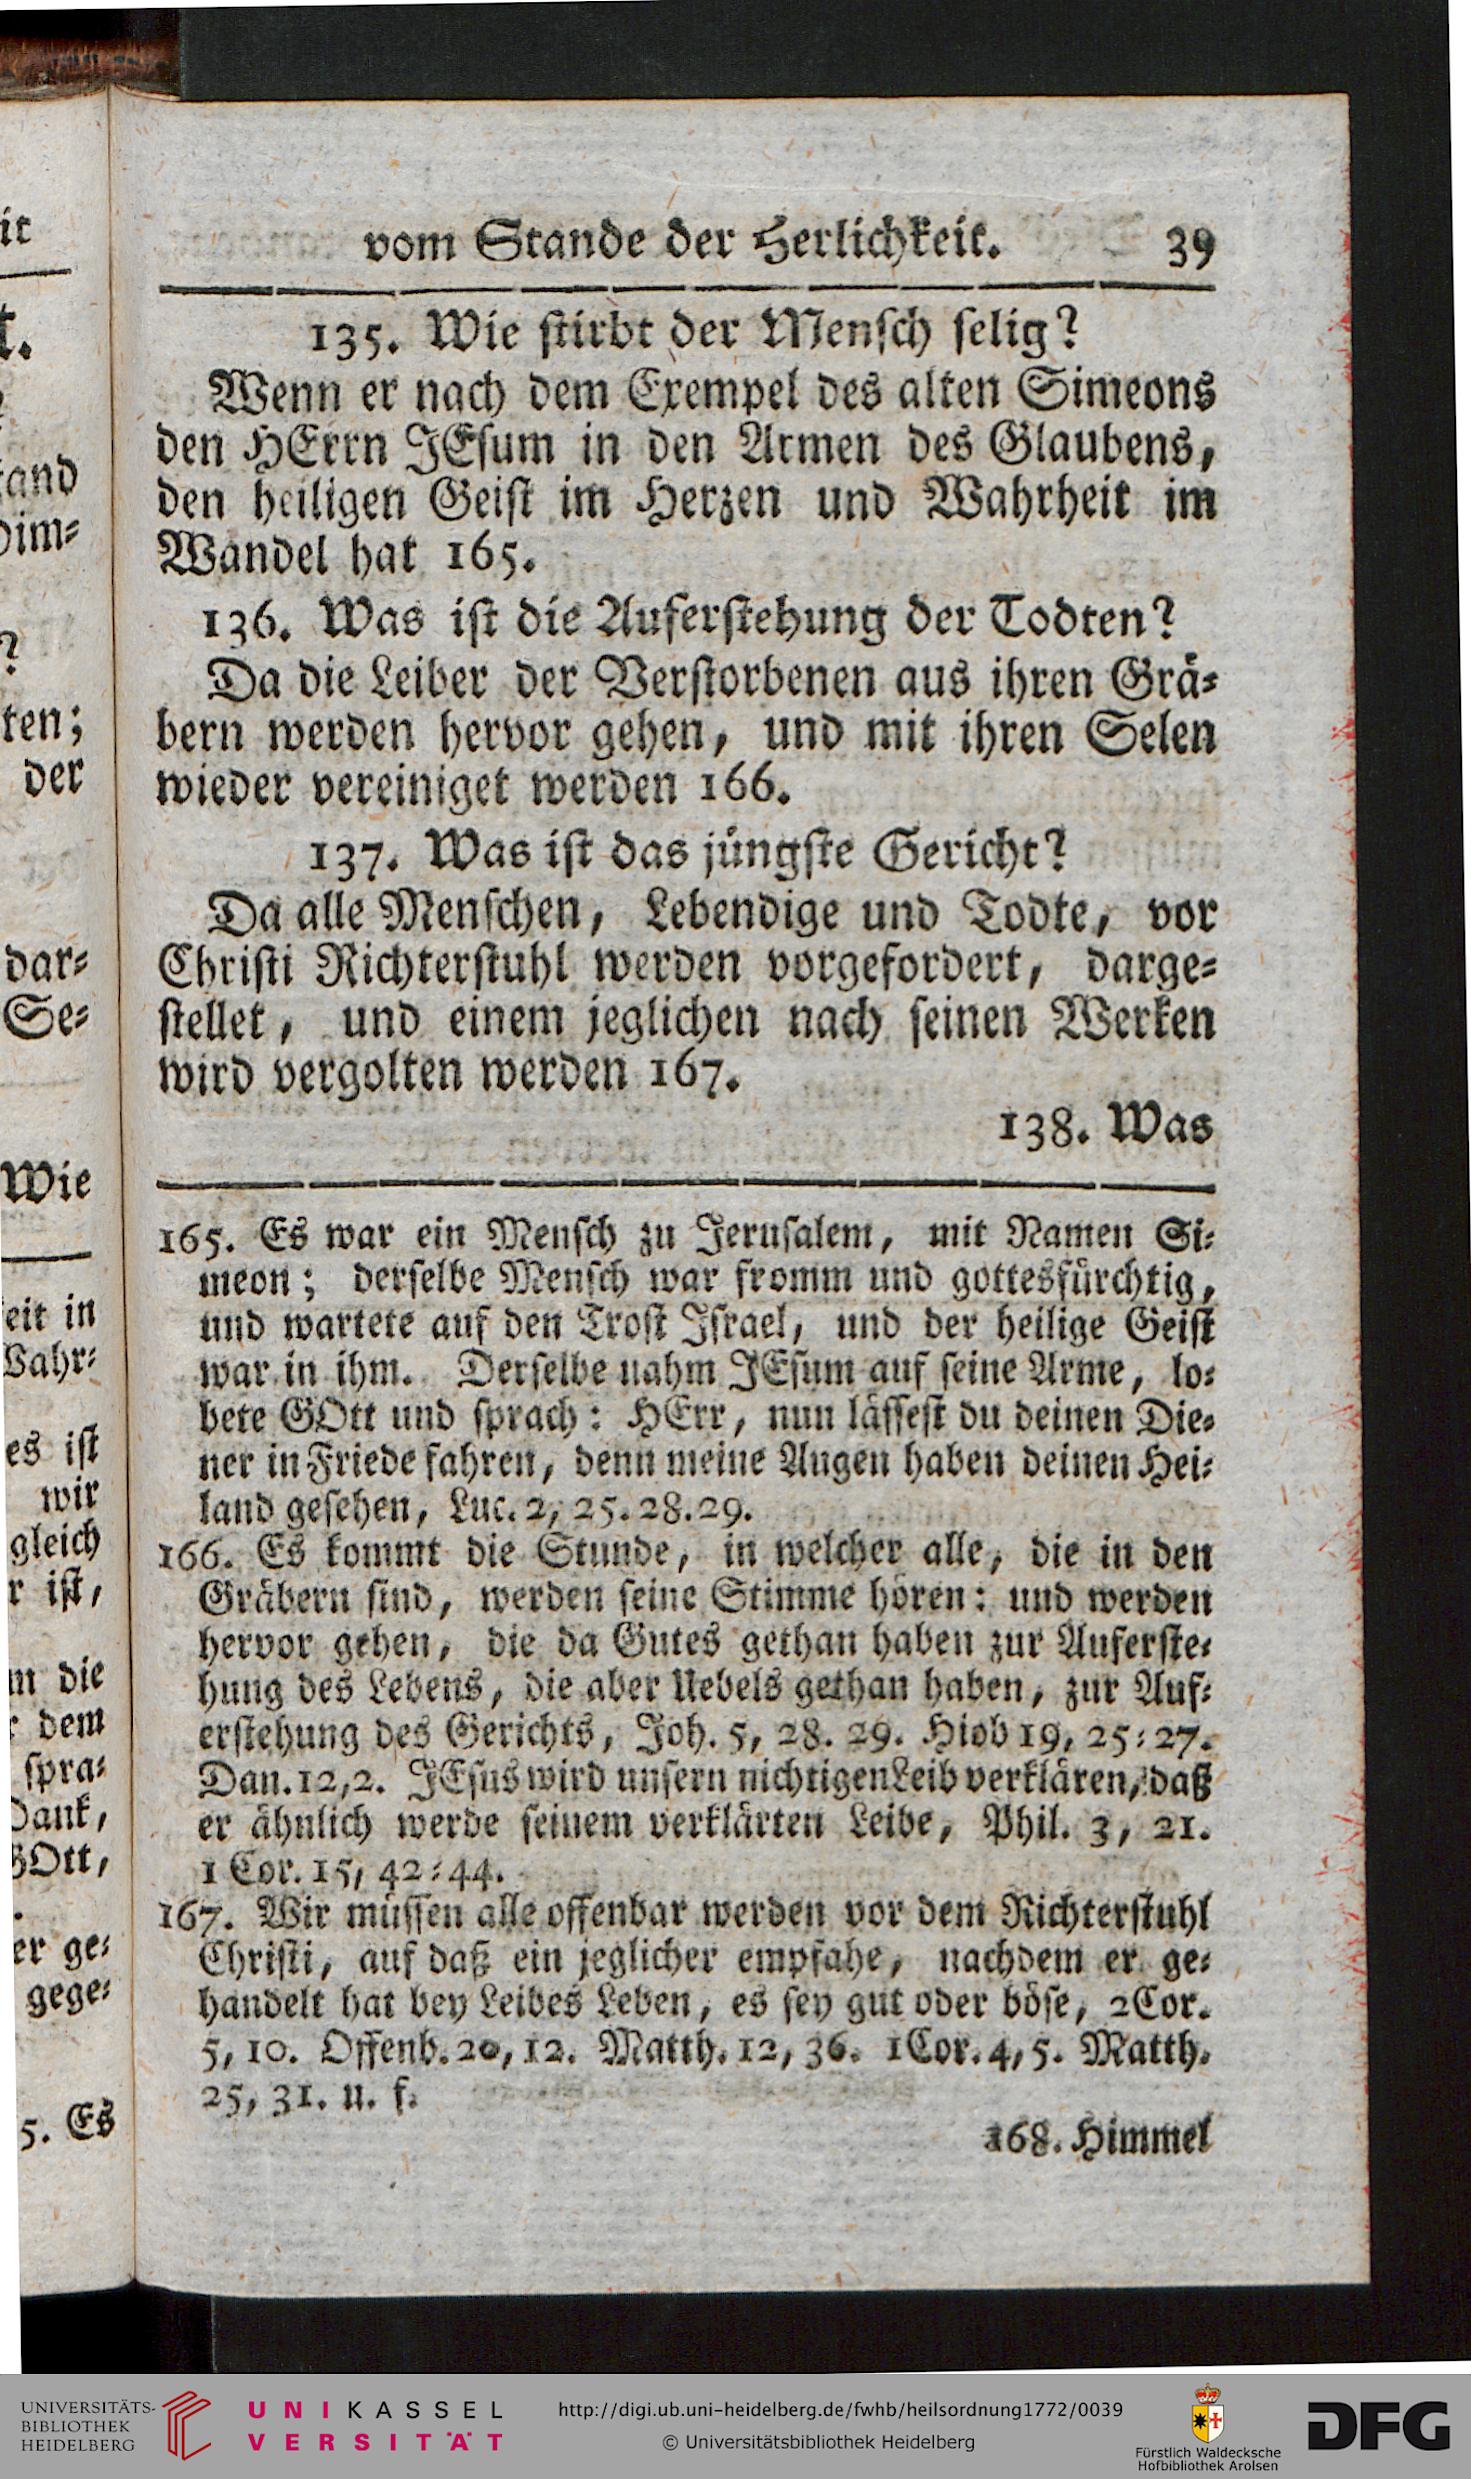 vom Stande der Herlichkeit. 39
135. Wie stirbt der Mensch selig?
Wenn er nach dem Exempel des alten Simeons
den HErrn JEsum in den Armen des Glaubens,
den heiligen Geist im Herzen und Wahrheit im
Wandel hat 165.
136. Was ist die Auferstehung der Todten?
Da die Leiber der Verstorbenen aus ihren Grä-
bern werden hervor gehen, und mit ihren Selen
wieder vereiniget werden 166.
137. Was ist das jüngste Gericht?
Da alle Menschen, Lebendige und Todte, vor
Christi Richterstuhl werden vorgefordert, darge-
stellet, und einem jeglichen nach seinen Werken
wird vergolten werden 167.
138. Was
165. Es war ein Mensch zu Jerusalem, mit Namen Si-
meon; derselbe Mensch war fromm und gottesfürchtig,
und wartete auf den Trost Israel, und der heilige Geist
war in ihm. Derselbe nahm JEsum auf seine Arme, lo-
bete GOtt und sprach: HErr, nun lässest du deinen Die-
ner in Friede fahren, denn meine Augen haben deinen Hei-
land gesehen, Luc. 2, 25. 28. 29.
166. Es kommt die Stunde, in welcher alle, die in den
Gräbern sind, werden seine Stimme hören: und werden
hervor gehen, die da Gutes gethan haben zur Auferste-
hung des Lebens, die aber Uebels gethan haben, zur Auf-
erstehung des Gerichts, Joh. 5, 28. 29. Hiob 19, 25-27.
Dan. 12, 2. JEsus wird unsern nichtigen Leib verklären, daß
er ähnlich werde seinem verklärten Leibe, Phil. 3, 21.
1 Cor. 15, 42-44.
167. Wir müssen alle offenbar werden vor dem Richterstuhl
Christi, auf daß ein jeglicher empfahe, nachdem er ge-
handelt hat bey Leibes Leben, es sey gut oder böse, 2 Cor.
5, 10. Offenb. 20, 12. Matth. 12, 36. 1 Cor. 4, 5. Matth.
25, 31. u. f.
168. Himmel
UNIVERSITÄTS-
BIBLIOTHEK
HEIDELBERG
UNIKASSEL
VERSITÄT
http://digi.ub.uni-heidelberg.de/fwhb/heilsordnung1772/0039
© Universitätsbibliothek Heidelberg
Fürstlich Waldecksche
Hofbibliothek Arolsen
DFG